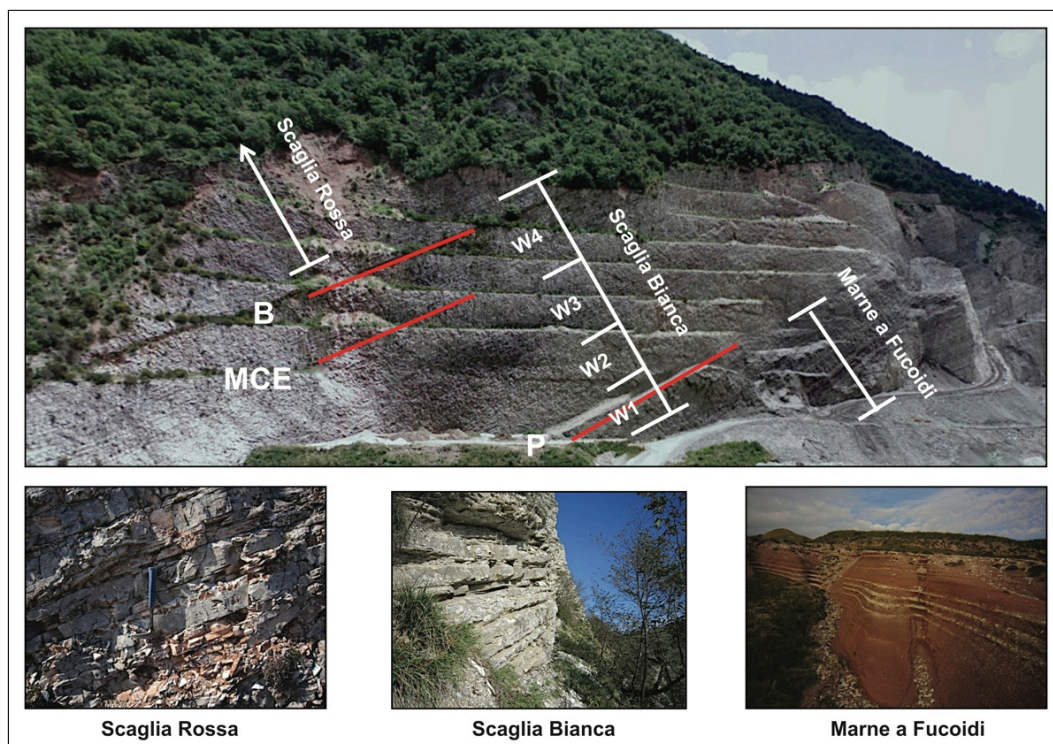 Scaglia Rossa
Scaglia Bianca
Marne a Fucoidi
W4
W3
W2
W1
B
MCE
P
Scaglia Rossa
Scaglia Bianca
Marne a Fucoidi